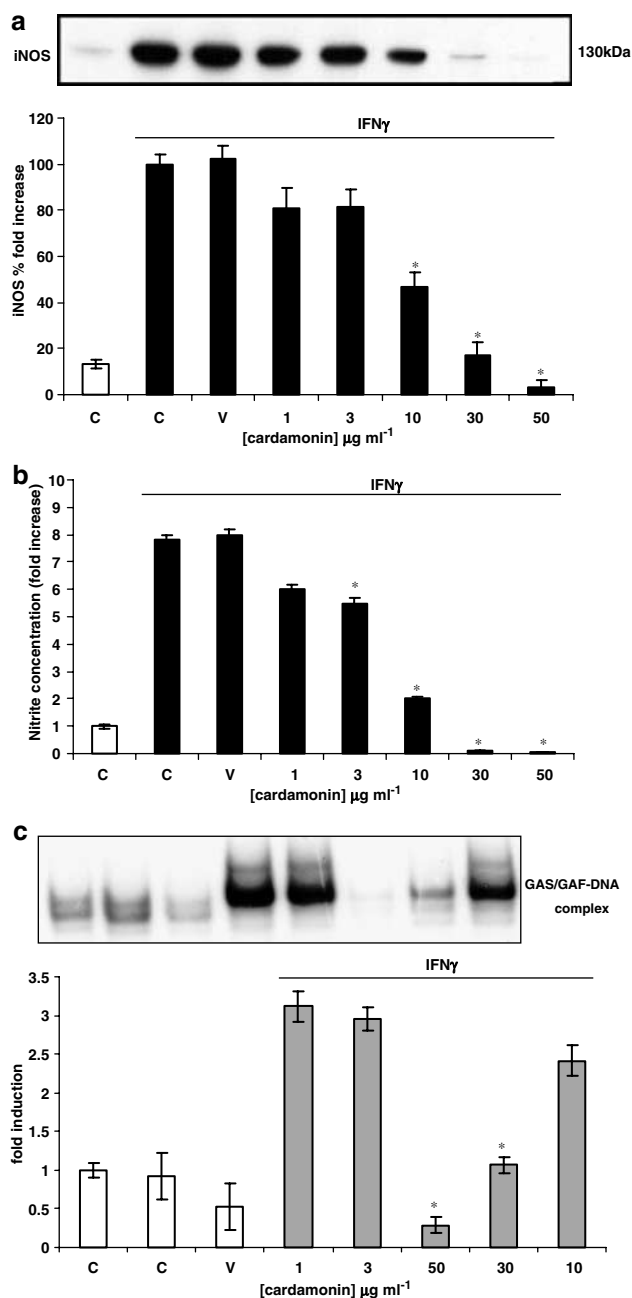 a
iNOS
130kDa
IFNγ
120
100
80
60
40
20
0
iNOS % fold increase
*
*
*
C C V 1 3 10 30 50
[cardamonin] μg ml⁻¹
b
IFNγ
10
9
8
7
6
5
4
3
2
1
0
Nitrite concentration (fold increase)
*
*
*
*
C C V 1 3 10 30 50
[cardamonin] μg ml⁻¹
c
GAS/GAF-DNA
complex
IFNγ
3.5
3
2.5
2
1.5
1
0.5
0
fold induction
*
*
C C V 1 3 50 30 10
[cardamonin] μg ml⁻¹